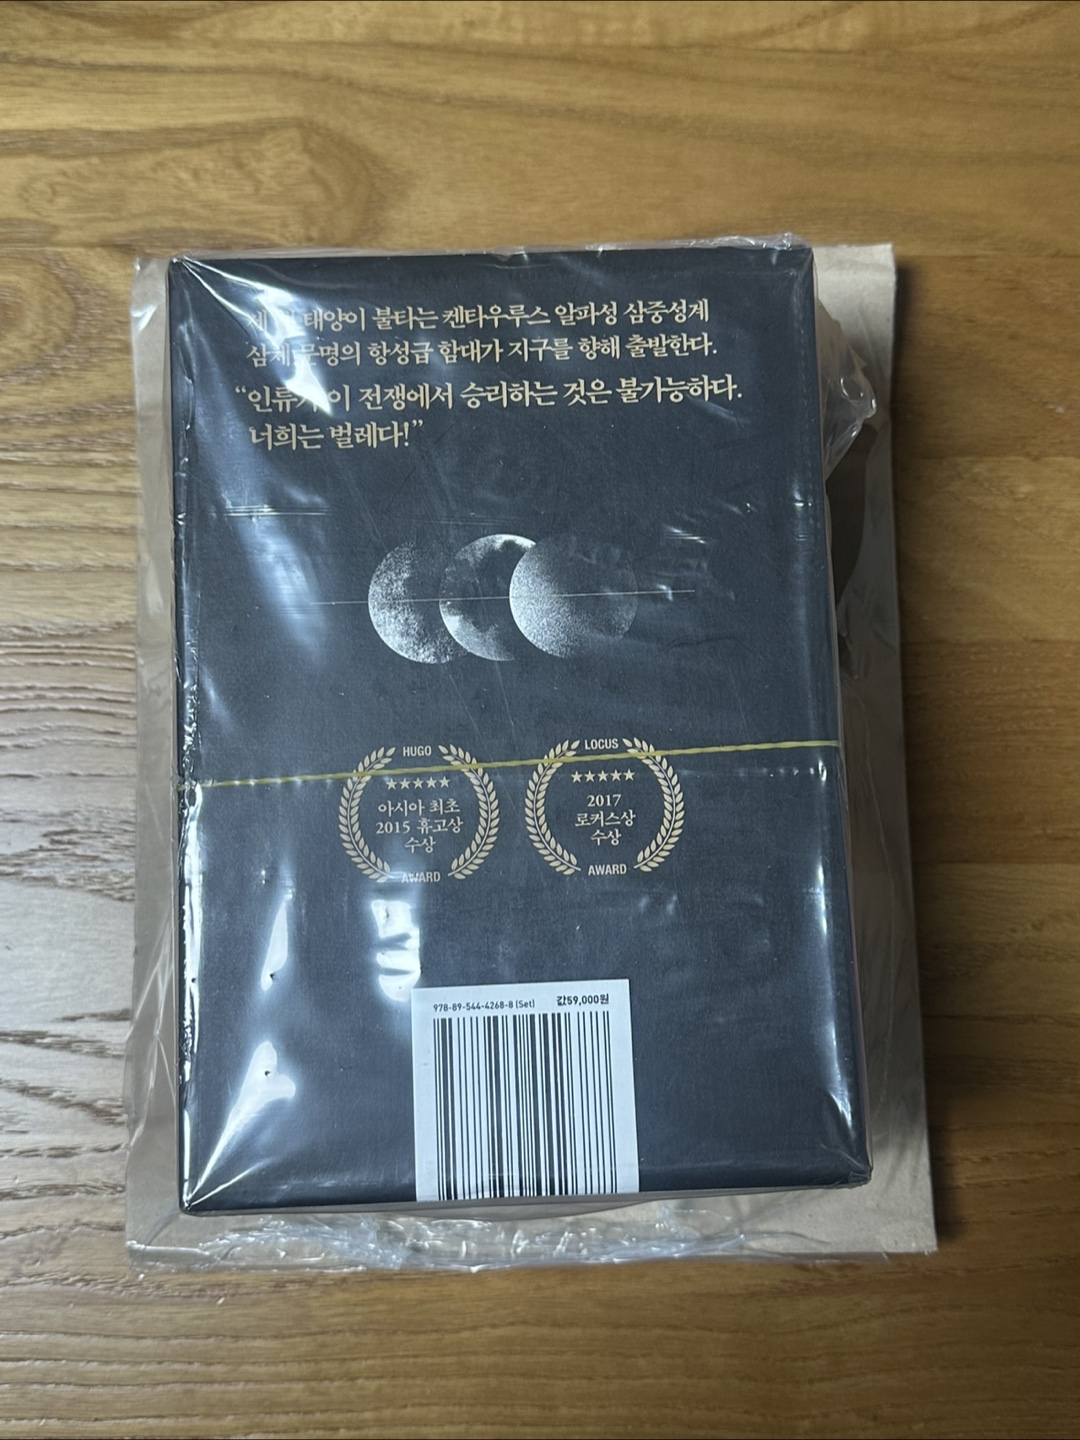 태양이 불타는 켄타우루스 알파성 삼중성계
삼체 문명의 항성급 함대가 지구를 향해 출발한다.
“인류가 이 전쟁에서 승리하는 것은 불가능하다.
너희는 벌레다!”
HUGO
★★★★★
아시아 최초
2015 휴고상
수상
AWARD
LOCUS
★★★★★
2017
로커스상
수상
AWARD
978-89-544-4268-8 (Set) 값59,000원